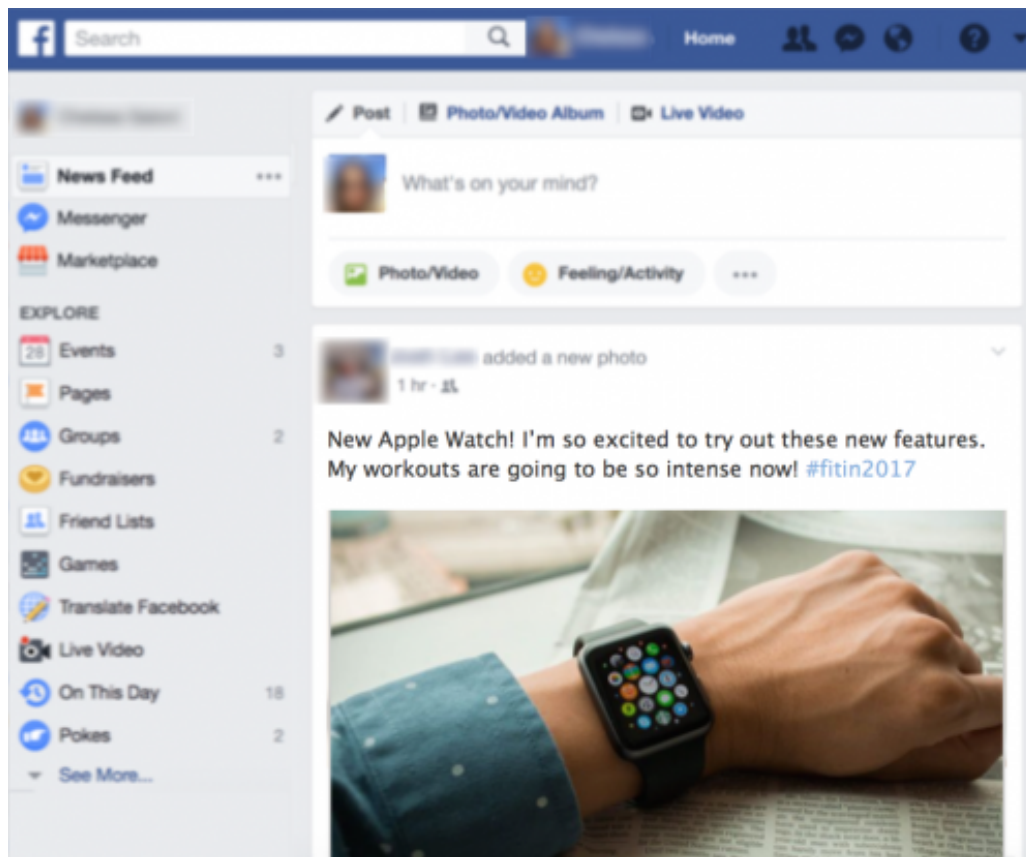 f
Search
Home
?
Post
Photo/Video Album
Live Video
News Feed
What's on your mind?
Messenger
Marketplace
Photo/Video
Feeling/Activity
EXPLORE
28 Events 3
Pages
Groups 2
Fundraisers
Friend Lists
Games
Translate Facebook
Live Video
On This Day 18
Pokes 2
See More...
added a new photo
1 hr ·
New Apple Watch! I'm so excited to try out these new features.
My workouts are going to be so intense now! #fitin2017